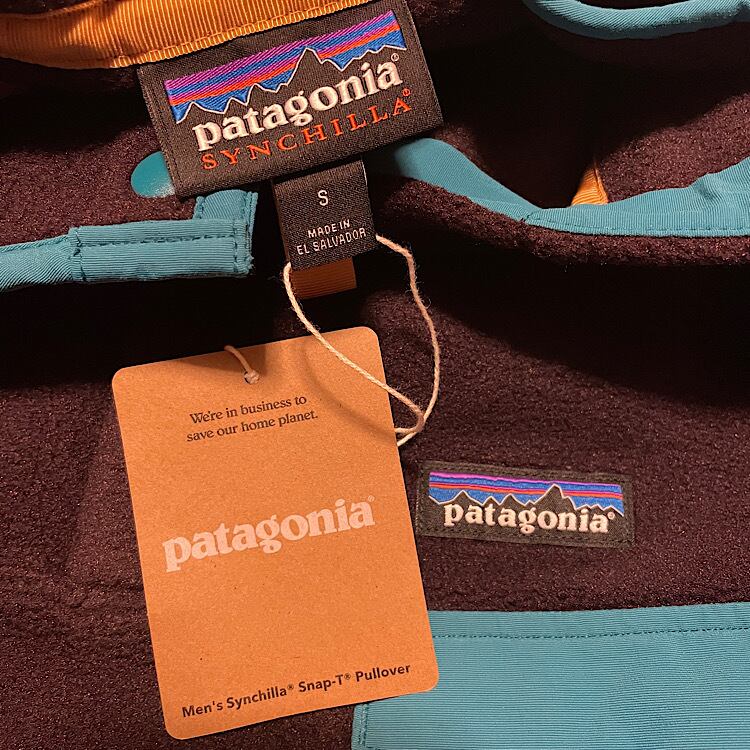 patagonia®
SYNCHILLA®
S
MADE IN
EL SALVADOR
We're in business to
save our home planet.
patagonia®
Men's Synchilla® Snap-T® Pullover
patagonia®